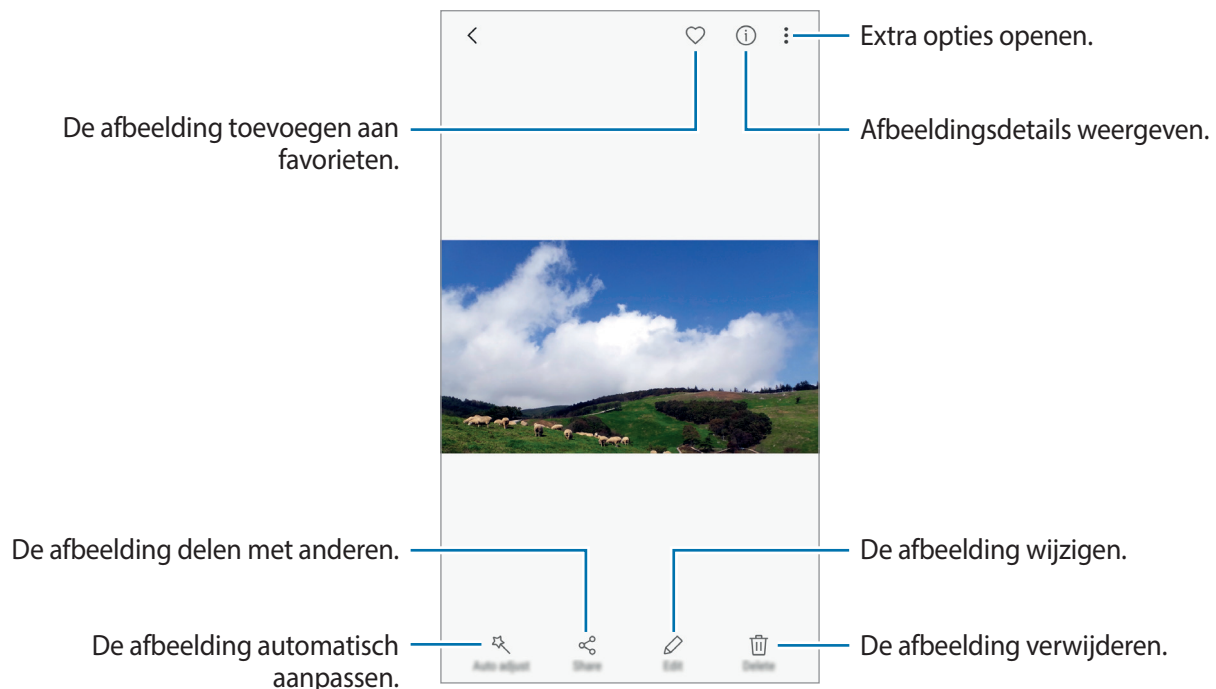 Extra opties openen.
De afbeelding toevoegen aan
favorieten.
Afbeeldingsdetails weergeven.
De afbeelding delen met anderen.
De afbeelding wijzigen.
De afbeelding automatisch
aanpassen.
De afbeelding verwijderen.
Auto adjust
Share
Edit
Delete